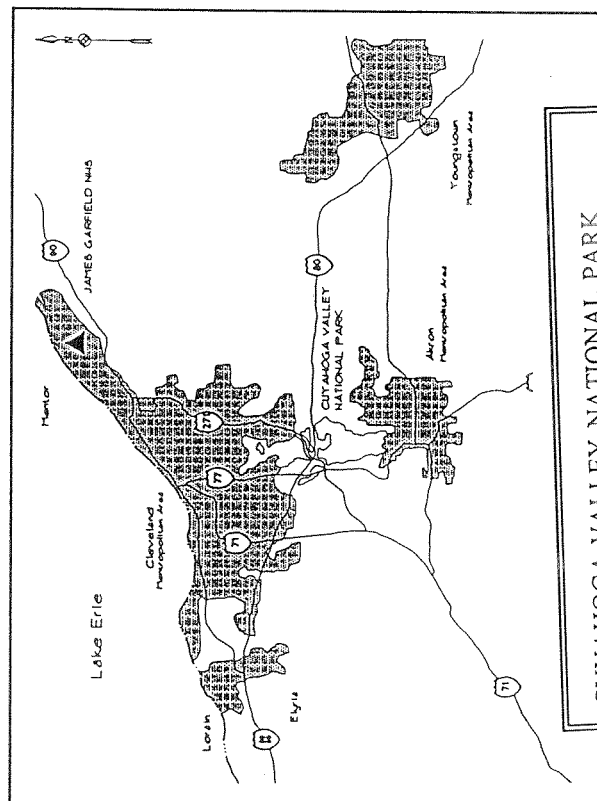 N
Lake Erie
Mentor
90
JAMES GARFIELD NHS
Cleveland
Metropolitan Area
Lorain
Elyria
71
77
271
80
CUYAHOGA VALLEY
NATIONAL PARK
Akron
Metropolitan Area
Youngstown
Metropolitan Area
71
CUYAHOGA VALLEY NATIONAL PARK